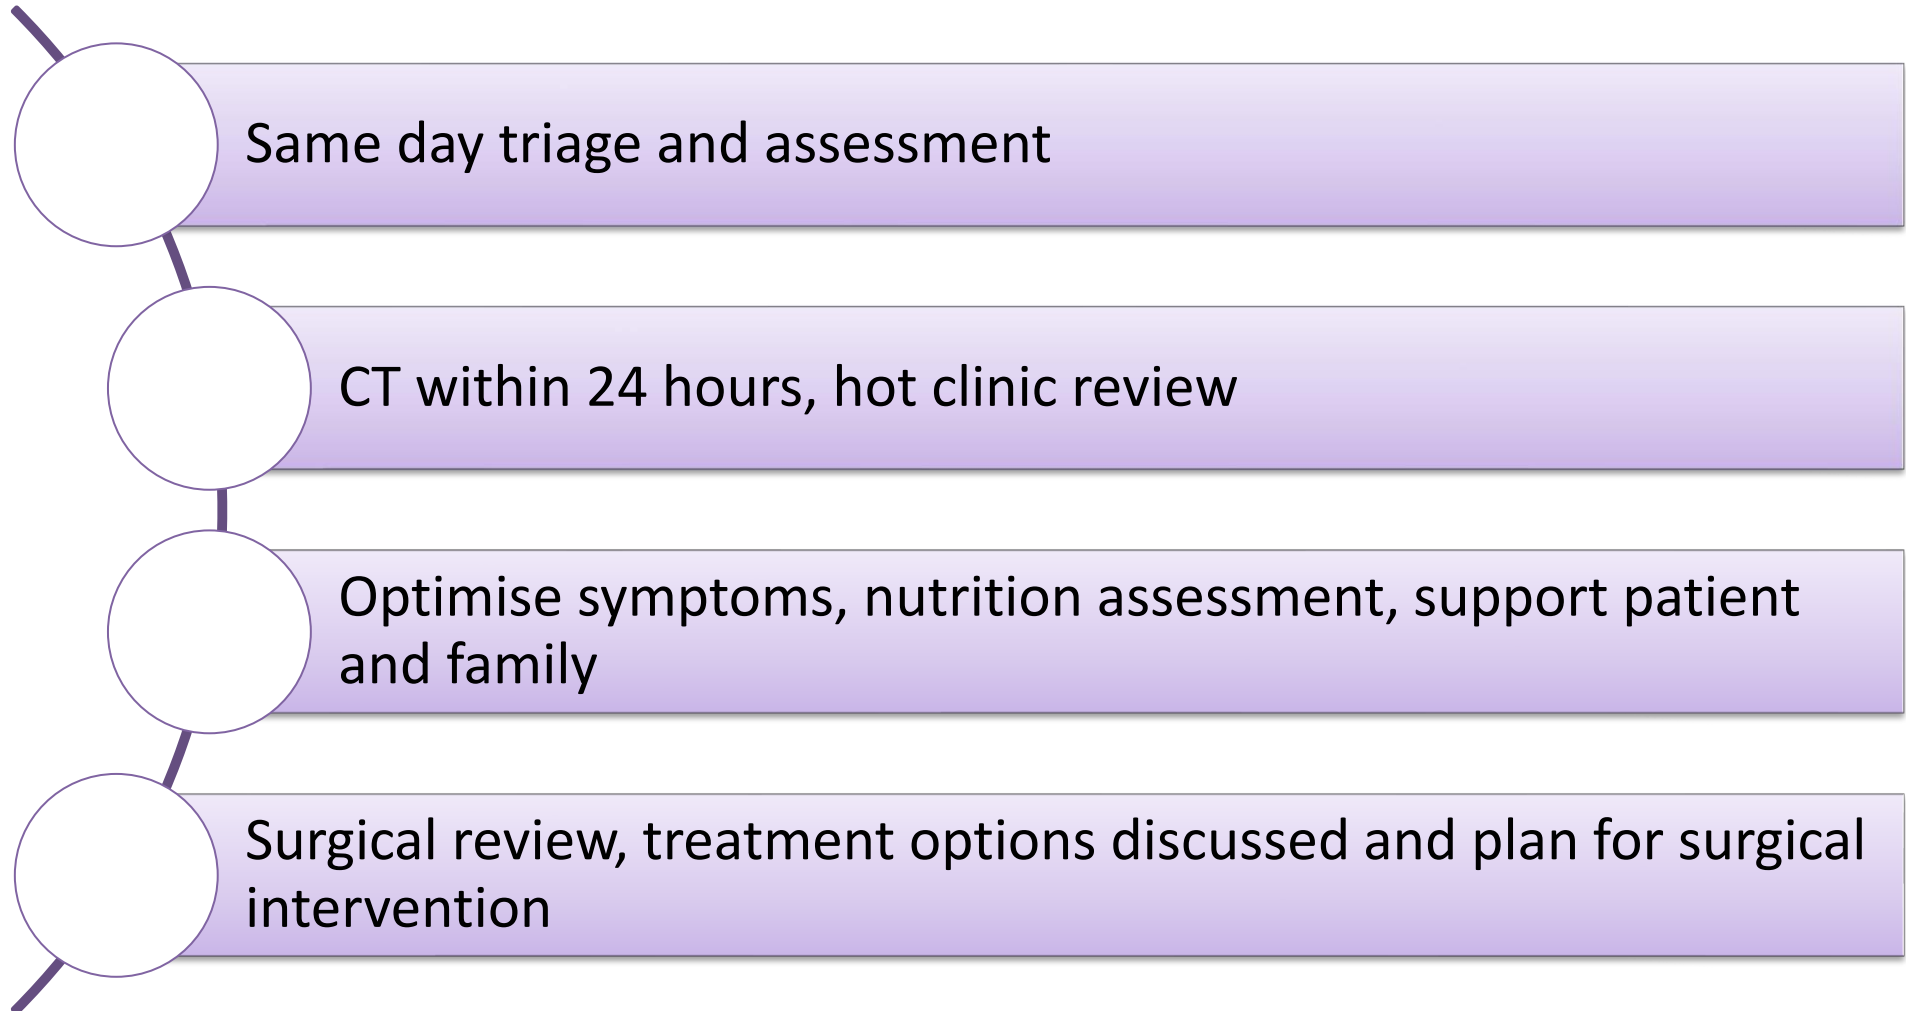 Same day triage and assessment
CT within 24 hours, hot clinic review
Optimise symptoms, nutrition assessment, support patient
and family
Surgical review, treatment options discussed and plan for surgical
intervention